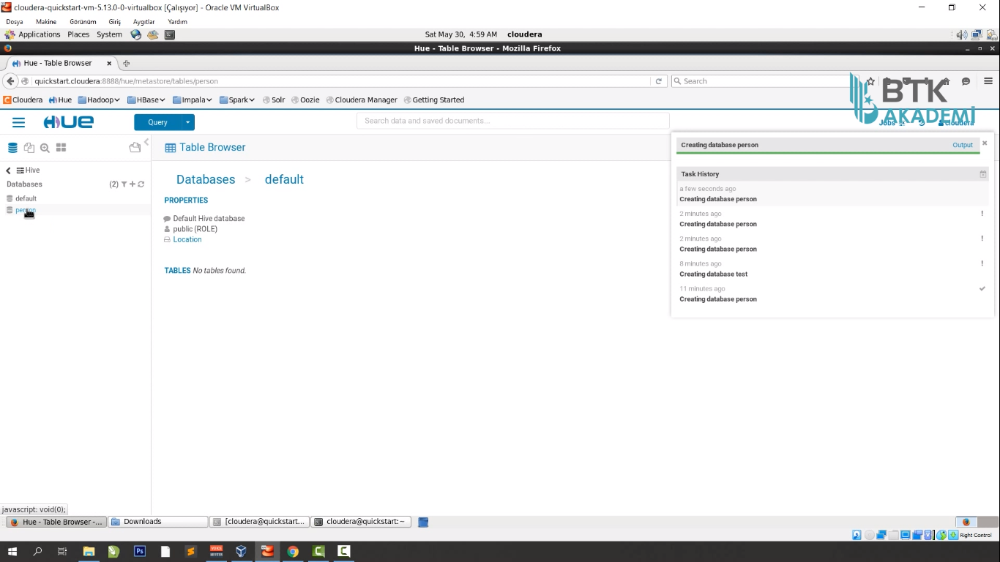 cloudera-quickstart-vm-5.13.0-0-virtualbox [Çalışıyor] - Oracle VM VirtualBox
Dosya Makine Görünüm Giriş Aygıtlar Yardım
Applications Places System Sat May 30, 4:59 AM cloudera
Hue - Table Browser - Mozilla Firefox
Hue - Table Browser
quickstart.cloudera:8888/hue/metastore/tables/person Search
Cloudera Hue Hadoop HBase Impala Spark Solr Oozie Cloudera Manager Getting Started
BTK
AKADEMİ
HUE Query Search data and saved documents... Jobs cloudera
Table Browser
Creating database person Output
Hive
Databases (2)
default
person
Databases > default
PROPERTIES
Default Hive database
public (ROLE)
Location
TABLES No tables found.
Task History
a few seconds ago
Creating database person
2 minutes ago !
Creating database person
2 minutes ago !
Creating database person
8 minutes ago !
Creating database test
11 minutes ago
Creating database person
javascript: void(0);
Hue - Table Browser -... Downloads [cloudera@quickstart... cloudera@quickstart:~
Right Control
Ps